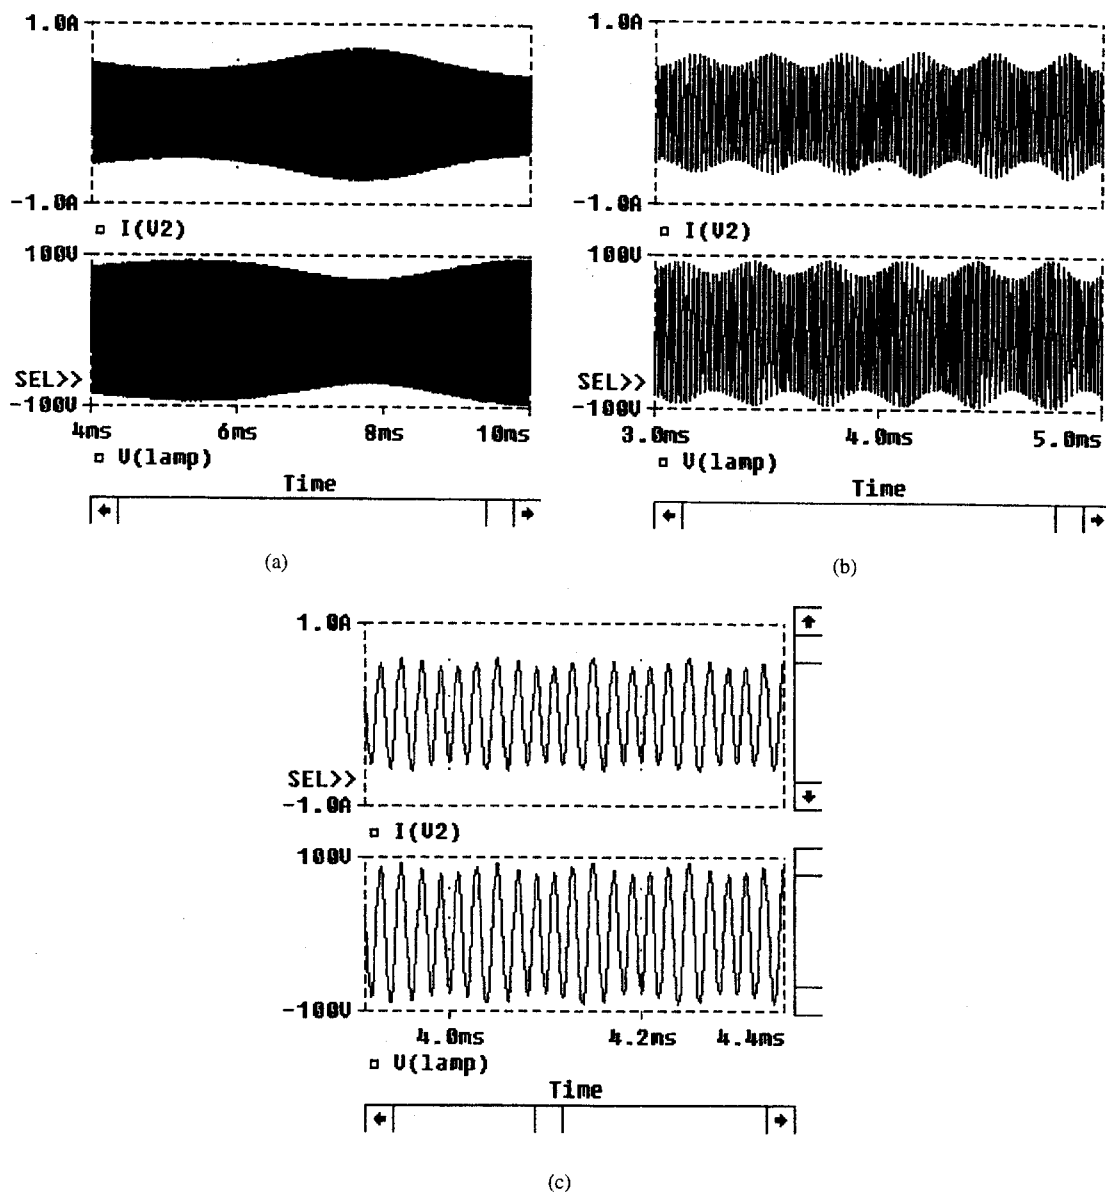 1.0A
-1.0A
I(V2)
100V
SEL>>
-100V
4ms 6ms 8ms 10ms
V(lamp)
Time
(a)
1.0A
-1.0A
I(V2)
100V
SEL>>
-100V
3.0ms 4.0ms 5.0ms
V(lamp)
Time
(b)
1.0A
SEL>>
-1.0A
I(V2)
100V
-100V
4.0ms 4.2ms 4.4ms
V(lamp)
Time
(c)